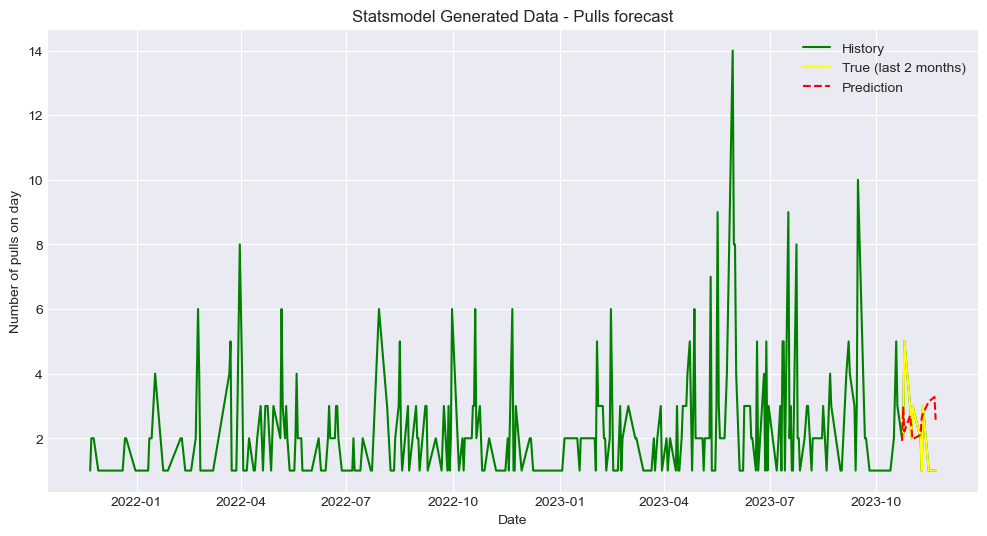 Statsmodel Generated Data - Pulls forecast
History
True (last 2 months)
Prediction
Number of pulls on day
14
12
10
8
6
4
2
2022-01
2022-04
2022-07
2022-10
2023-01
2023-04
2023-07
2023-10
Date